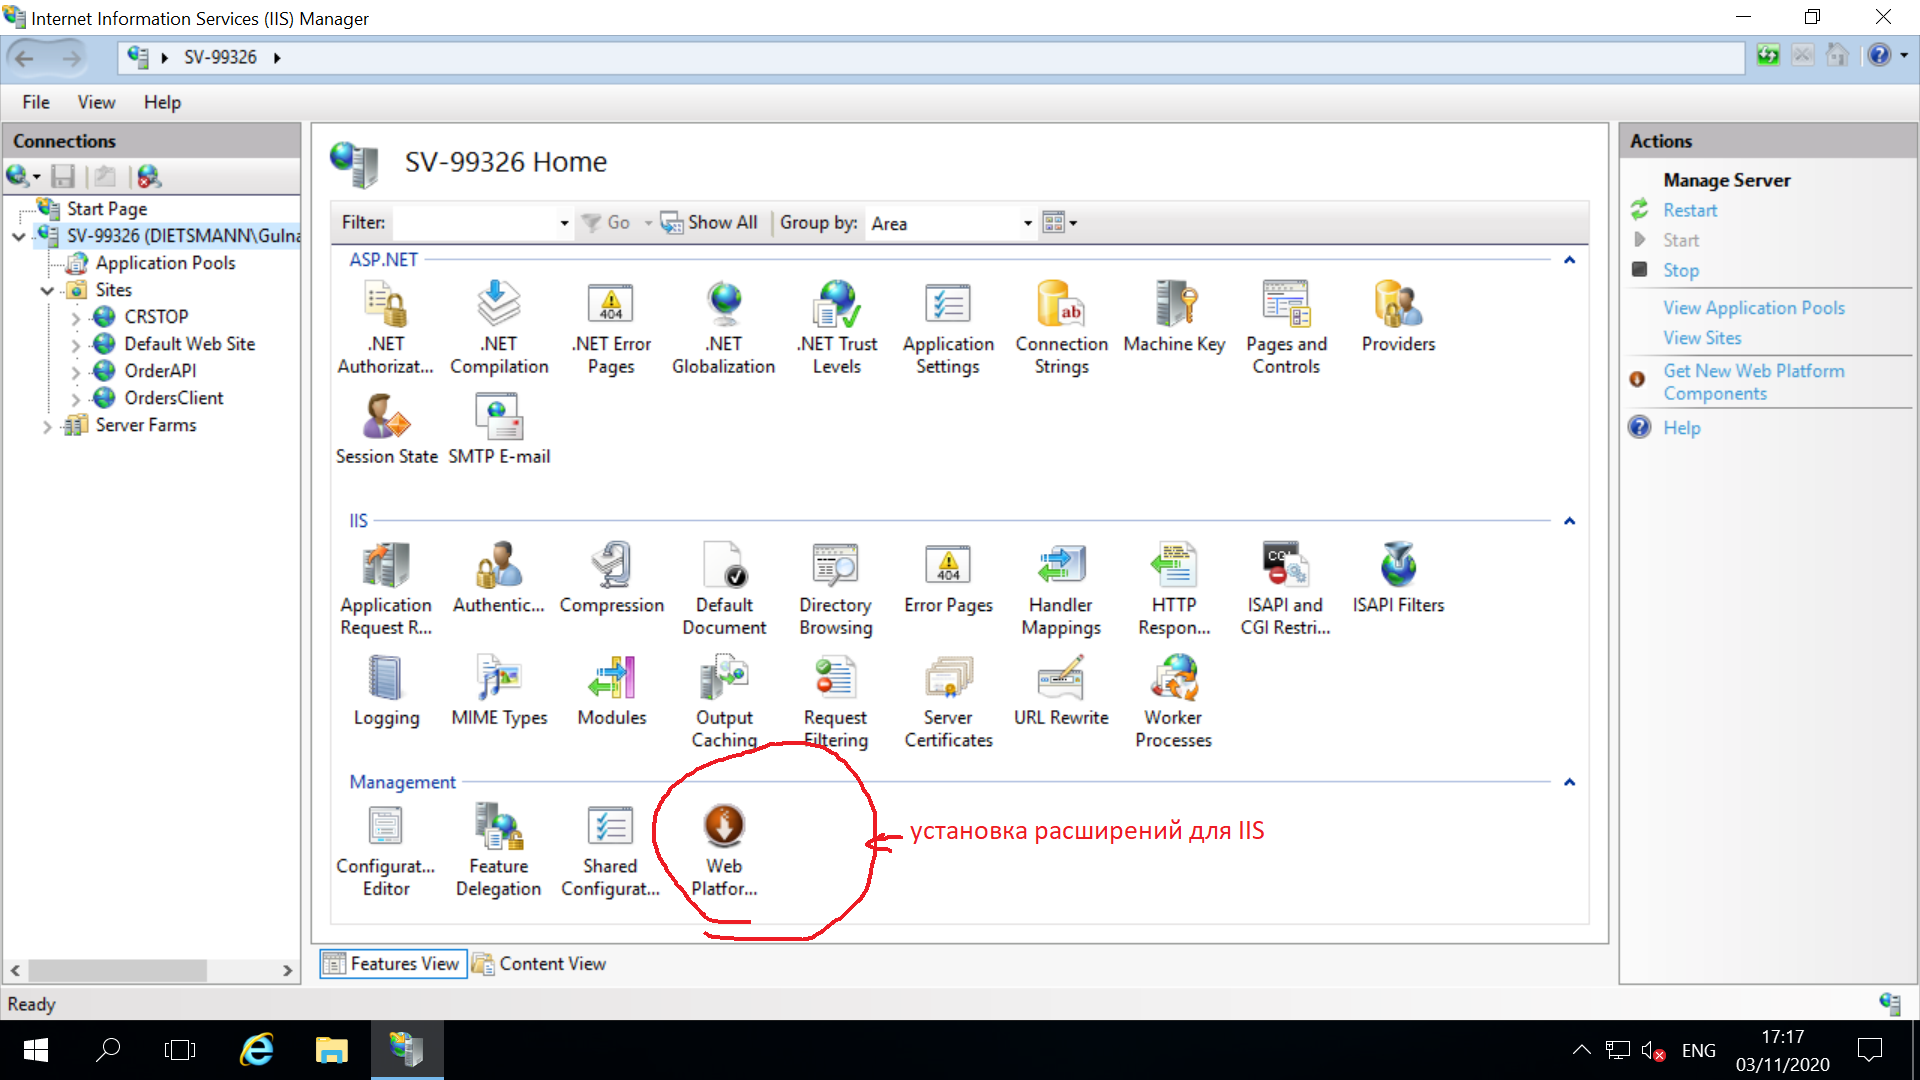 Internet Information Services (IIS) Manager
SV-99326
File View Help
Connections
Start Page
SV-99326 (DIETSMANN\Gulna
Application Pools
Sites
CRSTOP
Default Web Site
OrderAPI
OrdersClient
Server Farms
SV-99326 Home
Filter: Go Show All Group by: Area
ASP.NET
.NET Authorizat...
.NET Compilation
.NET Error Pages
.NET Globalization
.NET Trust Levels
Application Settings
Connection Strings
Machine Key
Pages and Controls
Providers
Session State
SMTP E-mail
IIS
Application Request R...
Authentic...
Compression
Default Document
Directory Browsing
Error Pages
Handler Mappings
HTTP Respon...
ISAPI and CGI Restri...
ISAPI Filters
Logging
MIME Types
Modules
Output Caching
Request Filtering
Server Certificates
URL Rewrite
Worker Processes
Management
Configurat... Editor
Feature Delegation
Shared Configurat...
Web Platfor...
установка расширений для IIS
Features View Content View
Actions
Manage Server
Restart
Start
Stop
View Application Pools
View Sites
Get New Web Platform
Components
Help
Ready
ENG
17:17
03/11/2020